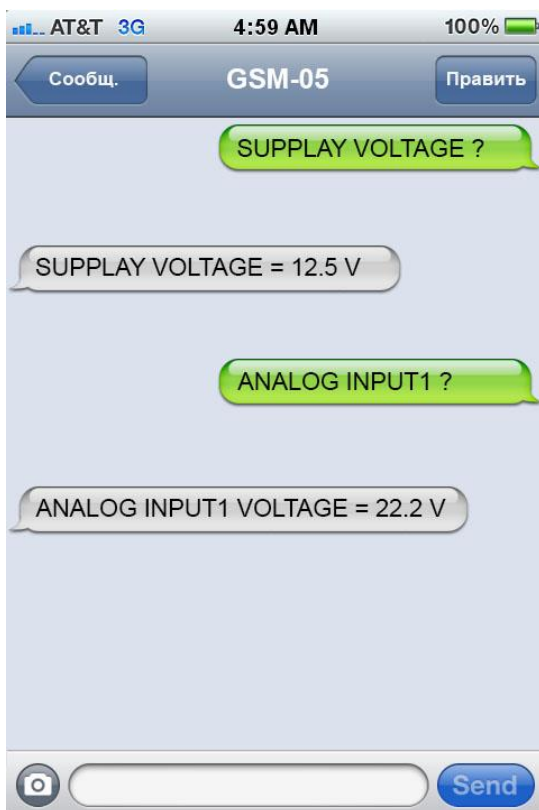 AT&T 3G 4:59 AM 100%
Сообщ. GSM-05 Править
SUPPLAY VOLTAGE ?
SUPPLAY VOLTAGE = 12.5 V
ANALOG INPUT1 ?
ANALOG INPUT1 VOLTAGE = 22.2 V
Send